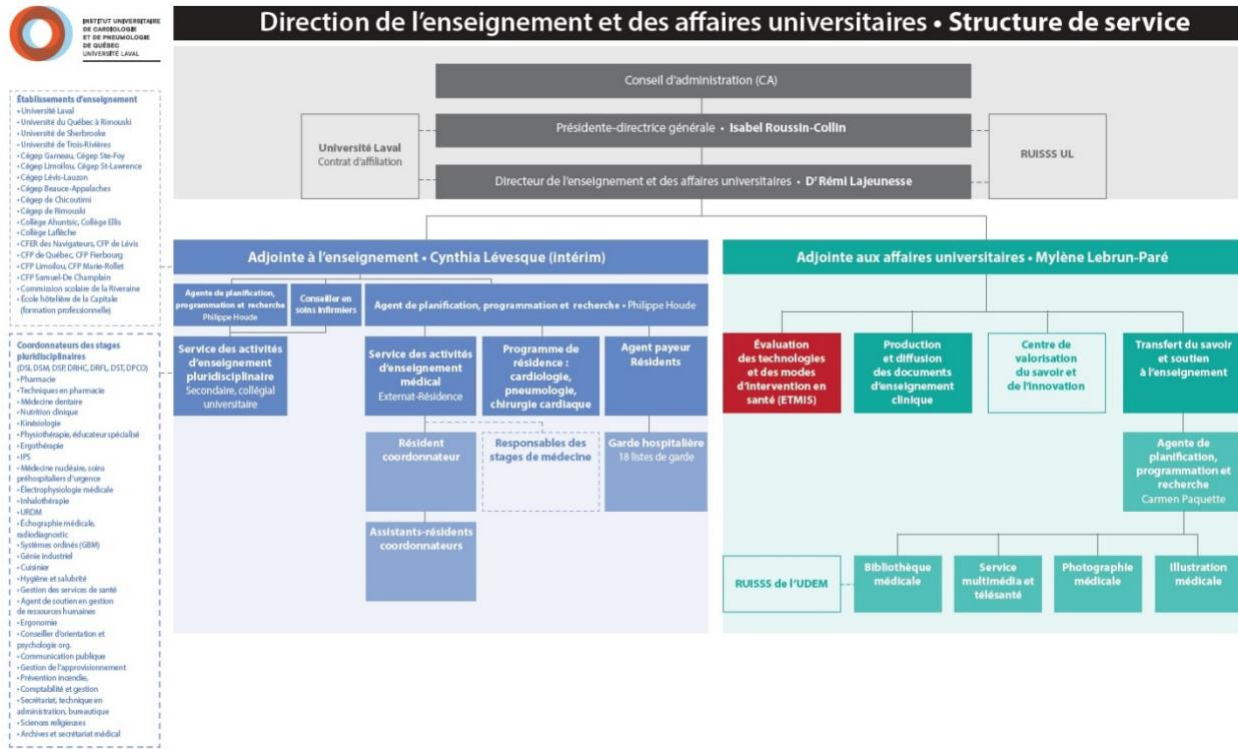 INSTITUT UNIVERSITAIRE
DE CARDIOLOGIE
ET DE PNEUMOLOGIE
DE QUÉBEC
UNIVERSITÉ LAVAL
Direction de l'enseignement et des affaires universitaires • Structure de service
Conseil d'administration (CA)
Présidente-directrice générale • Isabel Roussin-Collin
Université Laval
Contrat d'affiliation
RUISSS UL
Directeur de l'enseignement et des affaires universitaires • Dʳ Rémi Lajeunesse
Établissements d'enseignement
• Université Laval
• Université du Québec à Rimouski
• Université de Sherbrooke
• Université de Trois-Rivières
• Cégep Garneau, Cégep Ste-Foy
• Cégep Limoilou, Cégep St-Lawrence
• Cégep Lévis-Lauzon
• Cégep Beauce-Appalaches
• Cégep de Chicoutimi
• Cégep de Rimouski
• Collège Ahuntsic, Collège Ellis
• Collège Laflèche
• CFER des Navigateurs, CFP de Lévis
• CFP de Québec, CFP Fierbourg
• CFP Limoilou, CFP Marie-Rollet
• CFP Samuel-De Champlain
• Commission scolaire de la Riveraine
• École hôtelière de la Capitale
(formation professionnelle)
Coordonnateurs des stages
pluridisciplinaires
(DSI, DSM, DSP, DRHC, DRFL, DST, DPCO)
• Pharmacie
• Techniques en pharmacie
• Médecine dentaire
• Nutrition clinique
• Kinésiologie
• Physiothérapie, éducateur spécialisé
• Ergothérapie
• IPS
• Médecine nucléaire, soins
préhospitaliers d'urgence
• Électrophysiologie médicale
• Inhalothérapie
• URDM
• Échographie médicale,
radiodiagnostic
• Systèmes ordinés (GBM)
• Génie industriel
• Cuisinier
• Hygiène et salubrité
• Gestion des services de santé
• Agent de soutien en gestion
de ressources humaines
• Ergonomie
• Conseiller d'orientation et
psychologie org.
• Communication publique
• Gestion de l'approvisionnement
• Prévention incendie,
• Comptabilité et gestion
• Secrétariat, technique en
administration, bureautique
• Sciences religieuses
• Archives et secrétariat médical
Adjointe à l'enseignement • Cynthia Lévesque (intérim)
Agente de planification,
programmation et recherche
Philippe Houde
Conseiller en
soins infirmiers
Agent de planification, programmation et recherche • Philippe Houde
Service des activités
d'enseignement
pluridisciplinaire
Secondaire, collégial
universitaire
Service des activités
d'enseignement
médical
Externat-Résidence
Programme de
résidence :
cardiologie,
pneumologie,
chirurgie cardiaque
Agent payeur
Résidents
Résident
coordonnateur
Responsables des
stages de médecine
Garde hospitalière
18 listes de garde
Assistants-résidents
coordonnateurs
Adjointe aux affaires universitaires • Mylène Lebrun-Paré
Évaluation
des technologies
et des modes
d'intervention en
santé (ETMIS)
Production
et diffusion
des documents
d'enseignement
clinique
Centre de
valorisation
du savoir et
de l'innovation
Transfert du savoir
et soutien
à l'enseignement
Agente de
planification,
programmation et
recherche
Carmen Paquette
RUISSS de l'UDEM
Bibliothèque
médicale
Service
multimédia et
télésanté
Photographie
médicale
Illustration
médicale